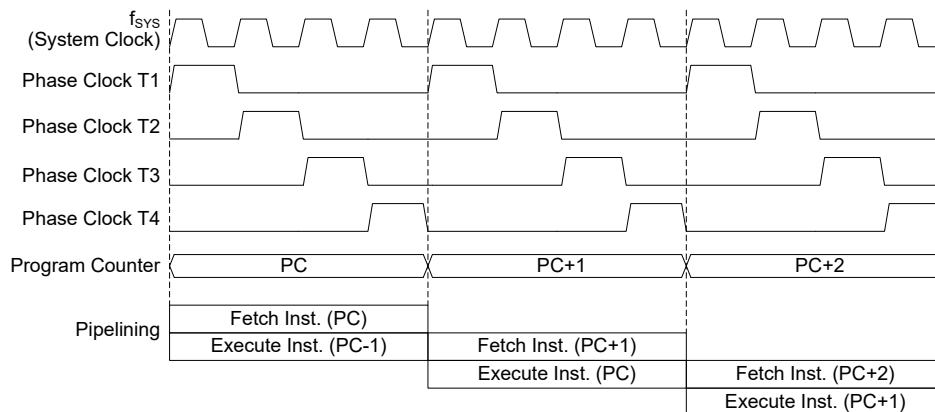 fSYS
(System Clock)
Phase Clock T1
Phase Clock T2
Phase Clock T3
Phase Clock T4
Program Counter PC PC+1 PC+2
Pipelining
Fetch Inst. (PC)
Execute Inst. (PC-1) Fetch Inst. (PC+1)
Execute Inst. (PC) Fetch Inst. (PC+2)
Execute Inst. (PC+1)